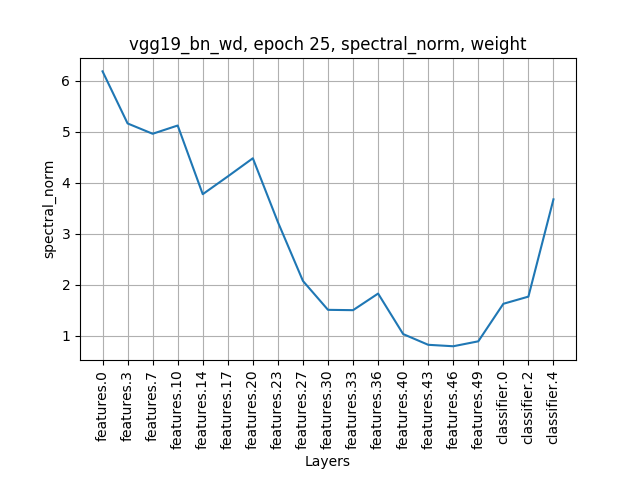 vgg19_bn_wd, epoch 25, spectral_norm, weight
6
5
4
3
2
1
spectral_norm
features.0
features.3
features.7
features.10
features.14
features.17
features.20
features.23
features.27
features.30
features.33
features.36
features.40
features.43
features.46
features.49
classifier.0
classifier.2
classifier.4
Layers